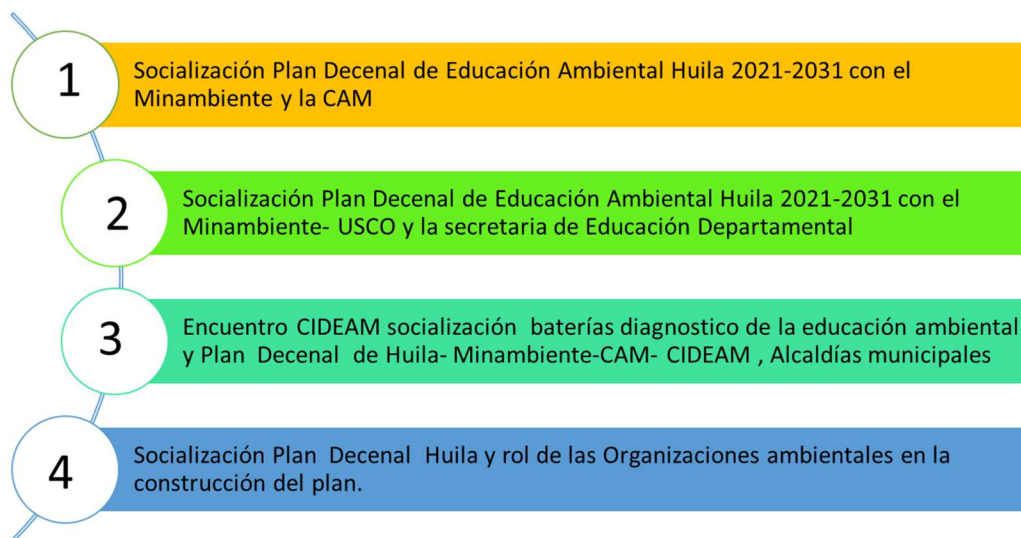 1
Socialización Plan Decenal de Educación Ambiental Huila 2021-2031 con el
Minambiente y la CAM
2
Socialización Plan Decenal de Educación Ambiental Huila 2021-2031 con el
Minambiente- USCO y la secretaria de Educación Departamental
3
Encuentro CIDEAM socialización baterías diagnostico de la educación ambiental
y Plan Decenal de Huila- Minambiente-CAM- CIDEAM , Alcaldías municipales
4
Socialización Plan Decenal Huila y rol de las Organizaciones ambientales en la
construcción del plan.